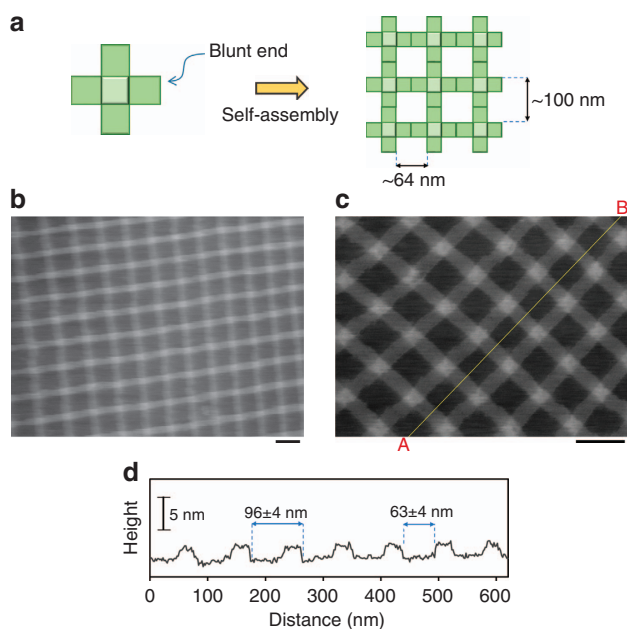 a
Blunt end
Self-assembly
~100 nm
~64 nm
b
c
B
A
d
Height
5 nm
96±4 nm
63±4 nm
0 100 200 300 400 500 600
Distance (nm)